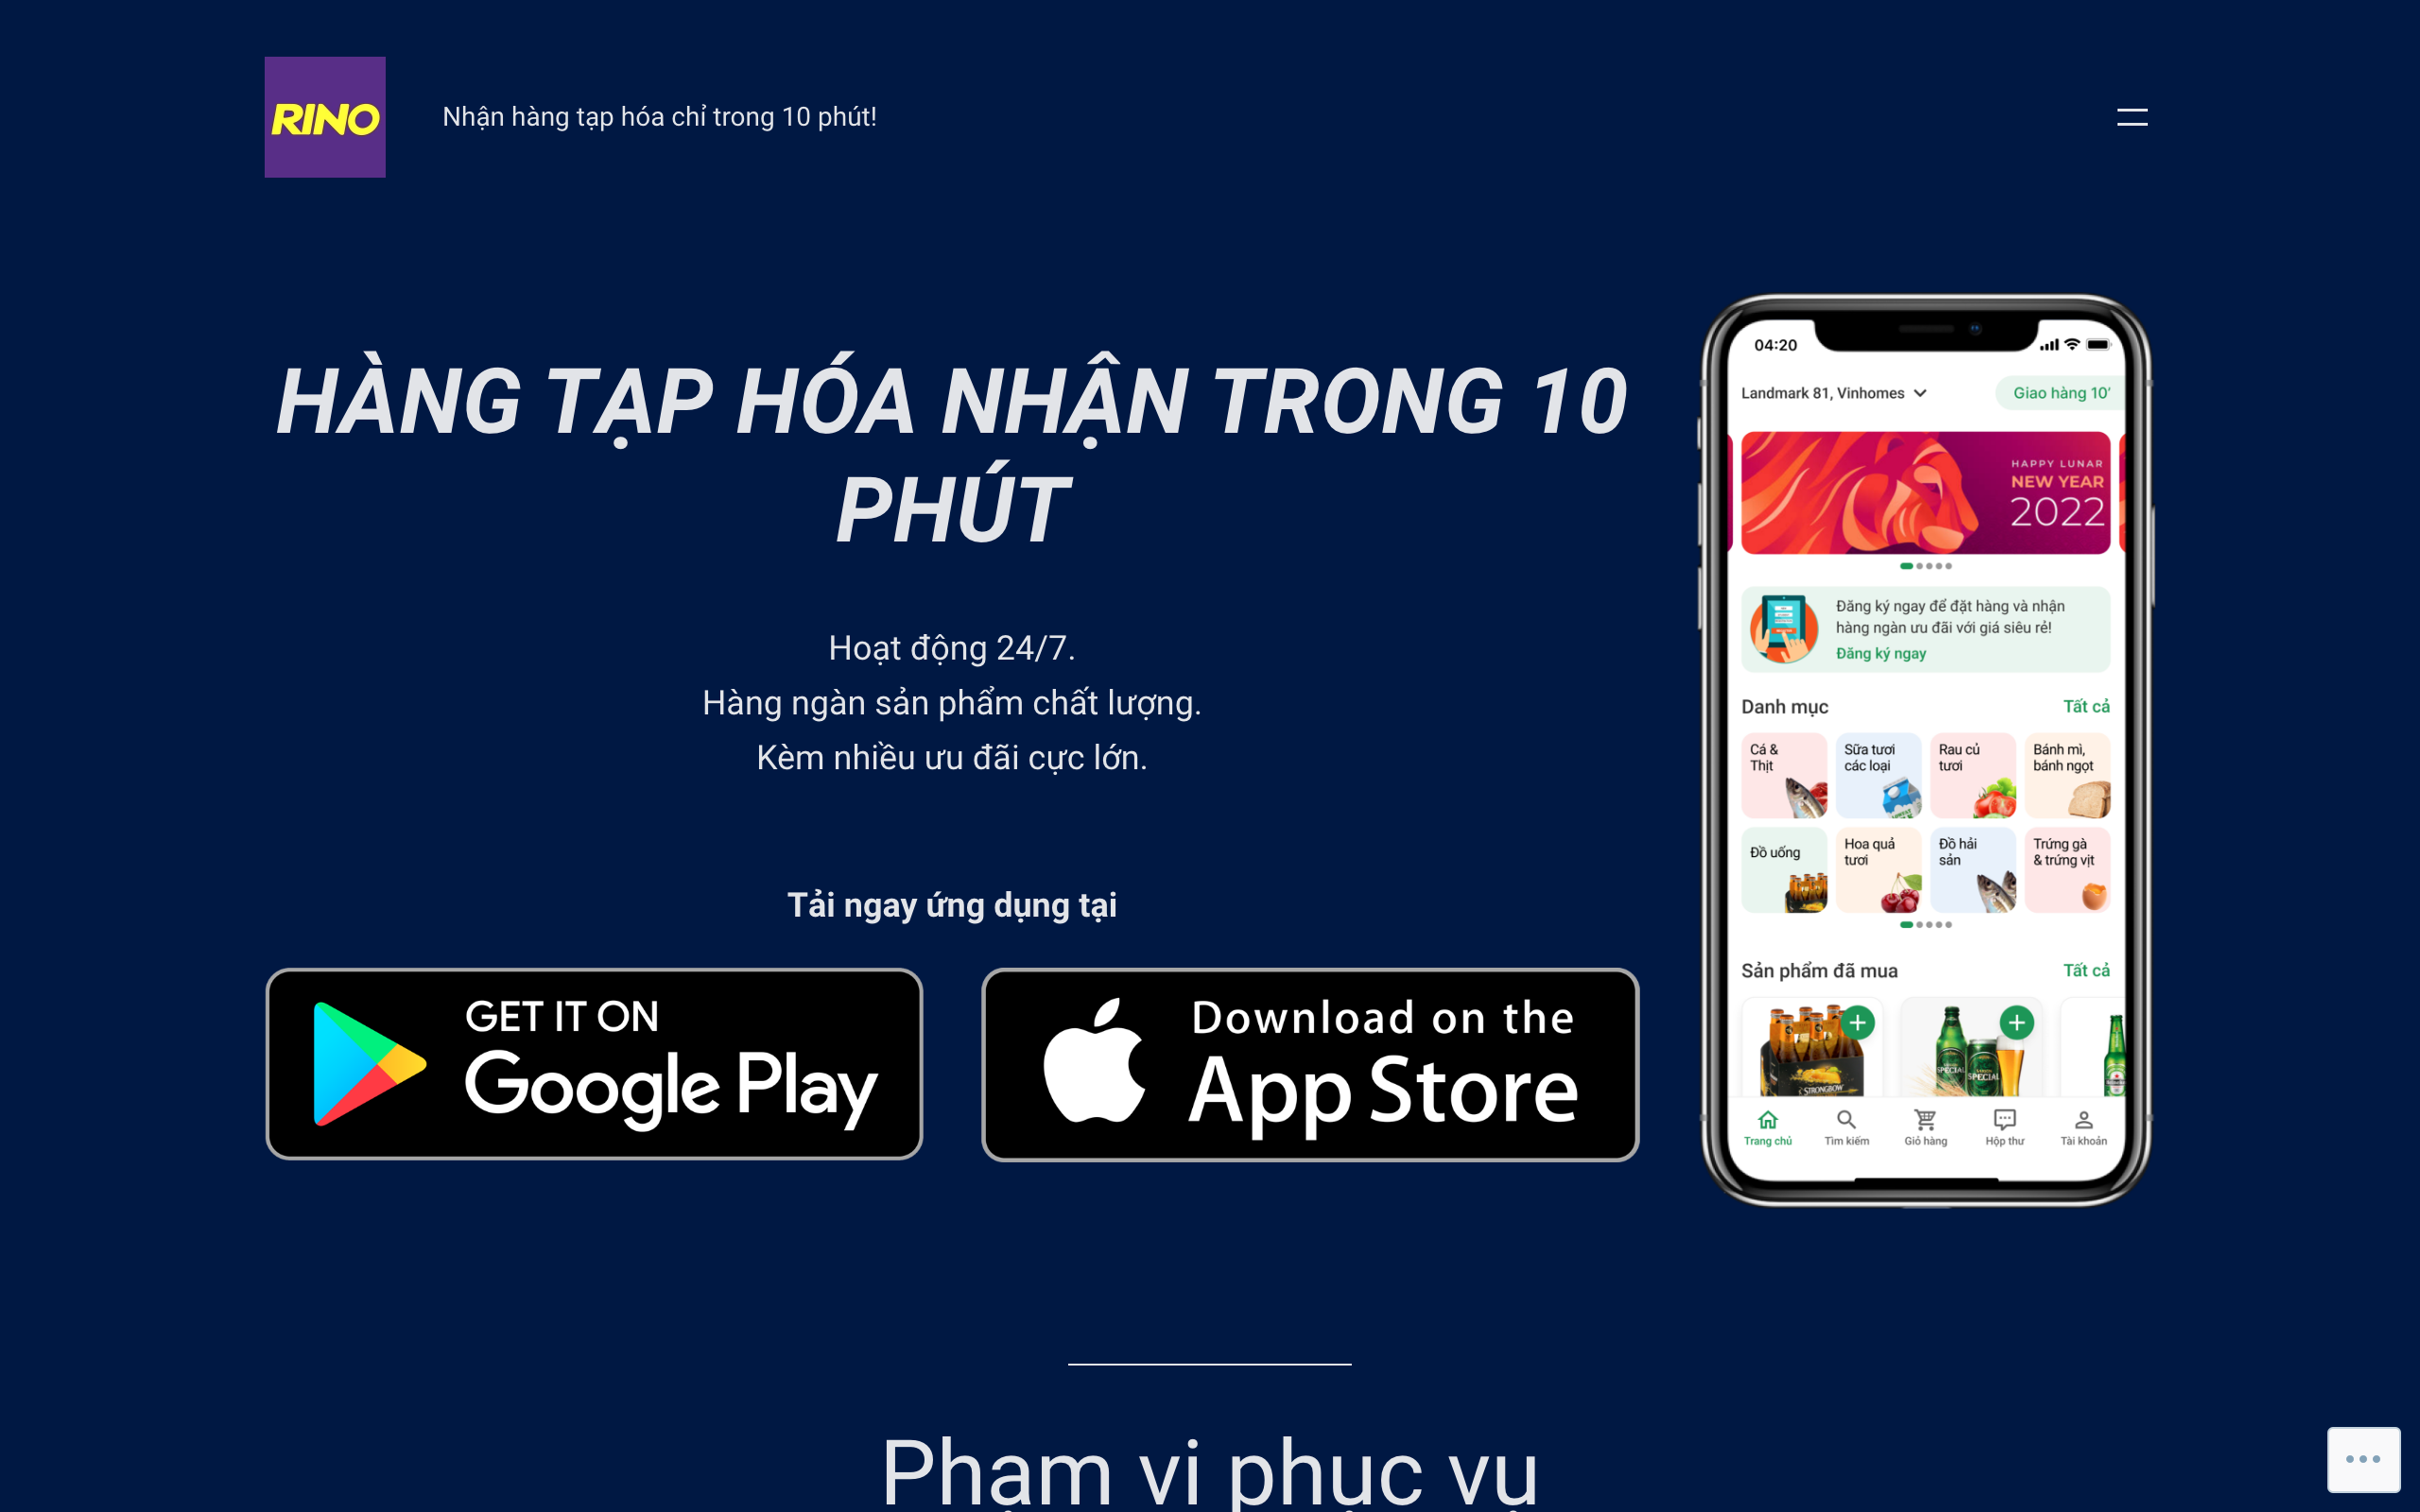 RINO
Nhận hàng tạp hóa chỉ trong 10 phút!
HÀNG TẠP HÓA NHẬN TRONG 10
PHÚT
Hoạt động 24/7.
Hàng ngàn sản phẩm chất lượng.
Kèm nhiều ưu đãi cực lớn.
Tải ngay ứng dụng tại
GET IT ON
Google Play
Download on the
App Store
04:20
Landmark 81, Vinhomes
Giao hàng 10'
HAPPY LUNAR
NEW YEAR
2022
Đăng ký ngay để đặt hàng và nhận
hàng ngàn ưu đãi với giá siêu rẻ!
Đăng ký ngay
Danh mục
Tất cả
Cá &
Thịt
Sữa tươi
các loại
Rau củ
tươi
Bánh mì,
bánh ngọt
Đồ uống
Hoa quả
tươi
Đồ hải
sản
Trứng gà
& trứng vịt
Sản phẩm đã mua
Tất cả
STRONGBOW
SPECIAL
SPECIAL
Trang chủ
Tìm kiếm
Giỏ hàng
Hộp thư
Tài khoản
Phạm vi phục vụ